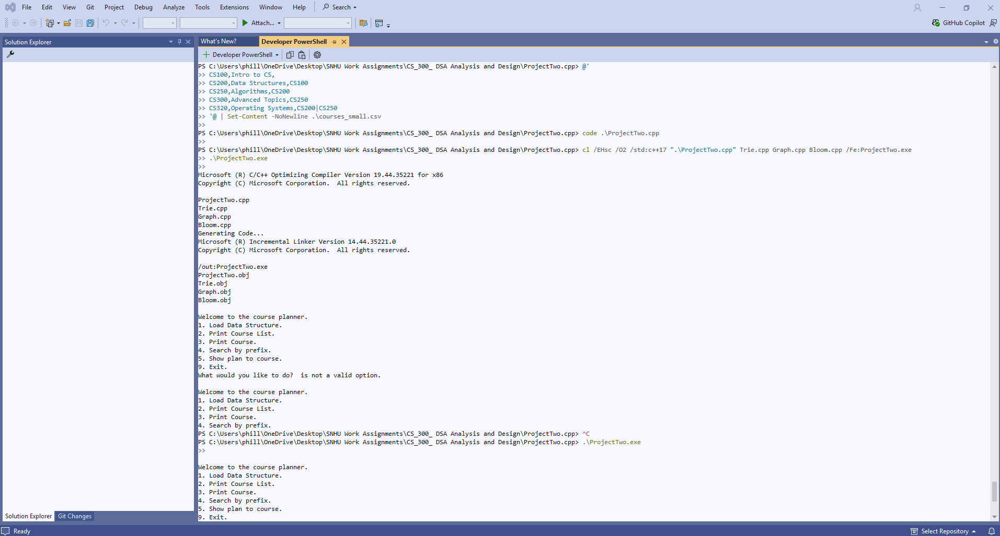 File Edit View Git Project Debug Analyze Tools Extensions Window Help Search
Attach... GitHub Copilot
Solution Explorer
What's New? Developer PowerShell
Developer PowerShell
PS C:\Users\phill\OneDrive\Desktop\SNHU Work Assignments\CS_300_ DSA Analysis and Design\ProjectTwo.cpp> @'
>> CS100,Intro to CS,
>> CS200,Data Structures,CS100
>> CS250,Algorithms,CS200
>> CS300,Advanced Topics,CS250
>> CS320,Operating Systems,CS200|CS250
>> '@ | Set-Content -NoNewline .\courses_small.csv
>>
PS C:\Users\phill\OneDrive\Desktop\SNHU Work Assignments\CS_300_ DSA Analysis and Design\ProjectTwo.cpp> code .\ProjectTwo.cpp
>>
PS C:\Users\phill\OneDrive\Desktop\SNHU Work Assignments\CS_300_ DSA Analysis and Design\ProjectTwo.cpp> cl /EHsc /O2 /std:c++17 ".\ProjectTwo.cpp" Trie.cpp Graph.cpp Bloom.cpp /Fe:ProjectTwo.exe
>> .\ProjectTwo.exe
>>
Microsoft (R) C/C++ Optimizing Compiler Version 19.44.35221 for x86
Copyright (C) Microsoft Corporation.  All rights reserved.

ProjectTwo.cpp
Trie.cpp
Graph.cpp
Bloom.cpp
Generating Code...
Microsoft (R) Incremental Linker Version 14.44.35221.0
Copyright (C) Microsoft Corporation.  All rights reserved.

/out:ProjectTwo.exe
ProjectTwo.obj
Trie.obj
Graph.obj
Bloom.obj

Welcome to the course planner.
1. Load Data Structure.
2. Print Course List.
3. Print Course.
4. Search by prefix.
5. Show plan to course.
9. Exit.
What would you like to do?  is not a valid option.

Welcome to the course planner.
1. Load Data Structure.
2. Print Course List.
3. Print Course.
4. Search by prefix.
PS C:\Users\phill\OneDrive\Desktop\SNHU Work Assignments\CS_300_ DSA Analysis and Design\ProjectTwo.cpp> ^C
PS C:\Users\phill\OneDrive\Desktop\SNHU Work Assignments\CS_300_ DSA Analysis and Design\ProjectTwo.cpp> .\ProjectTwo.exe
>>

Welcome to the course planner.
1. Load Data Structure.
2. Print Course List.
3. Print Course.
4. Search by prefix.
5. Show plan to course.
9. Exit.
Solution Explorer Git Changes
Ready Select Repository